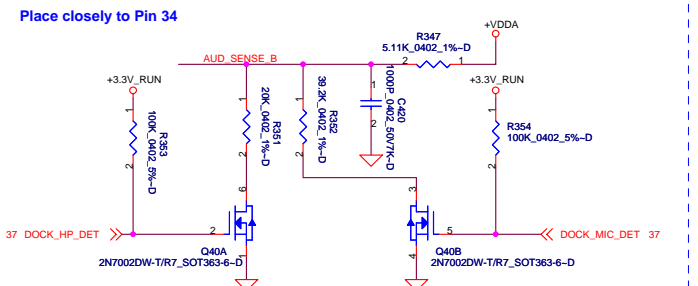 Place closely to Pin 34
+VDDA
R347
5.11K_0402_1%~D
2
1
AUD_SENSE_B
+3.3V_RUN
+3.3V_RUN
1
R353
100K_0402_5%~D
2
1
R351
20K_0402_1%~D
2
1
R352
39.2K_0402_1%~D
2
1
C420
1000P_0402_50V7K~D
2
1
R354
100K_0402_5%~D
2
6
3
37 DOCK_HP_DET
2
5
DOCK_MIC_DET 37
1
4
Q40A
2N7002DW-T/R7_SOT363-6~D
Q40B
2N7002DW-T/R7_SOT363-6~D